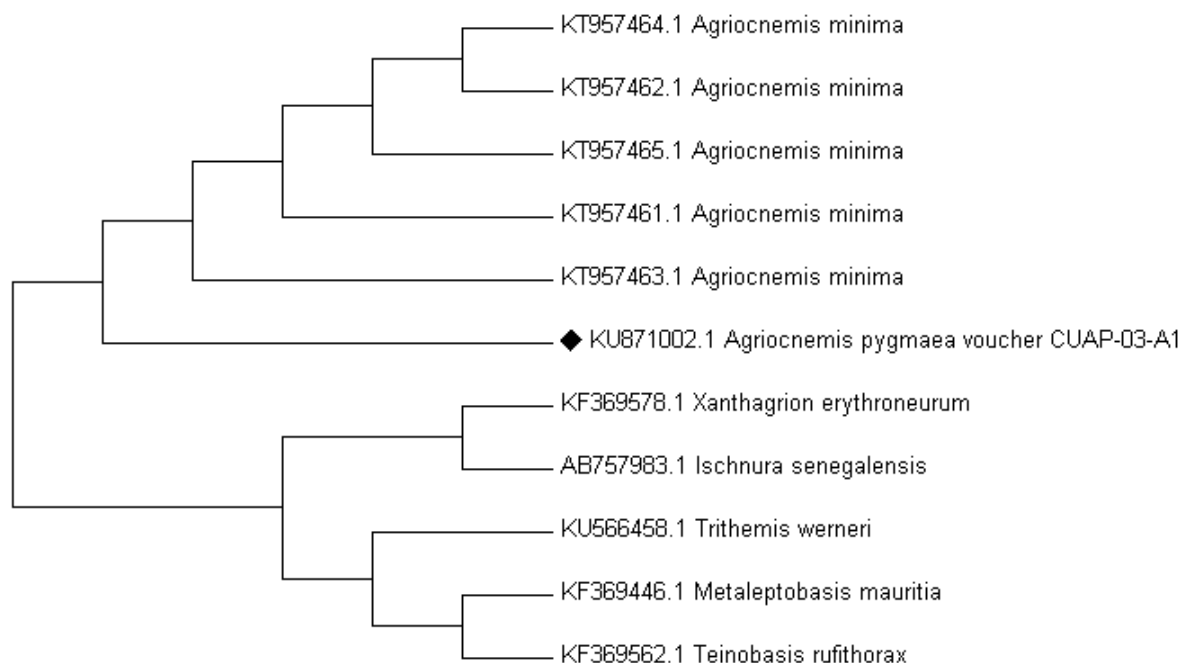 KT957464.1 Agriocnemis minima
KT957462.1 Agriocnemis minima
KT957465.1 Agriocnemis minima
KT957461.1 Agriocnemis minima
KT957463.1 Agriocnemis minima
KU871002.1 Agriocnemis pygmaea voucher CUAP-03-A1
KF369578.1 Xanthagrion erythroneurum
AB757983.1 Ischnura senegalensis
KU566458.1 Trithemis werneri
KF369446.1 Metaleptobasis mauritia
KF369562.1 Teinobasis rufithorax